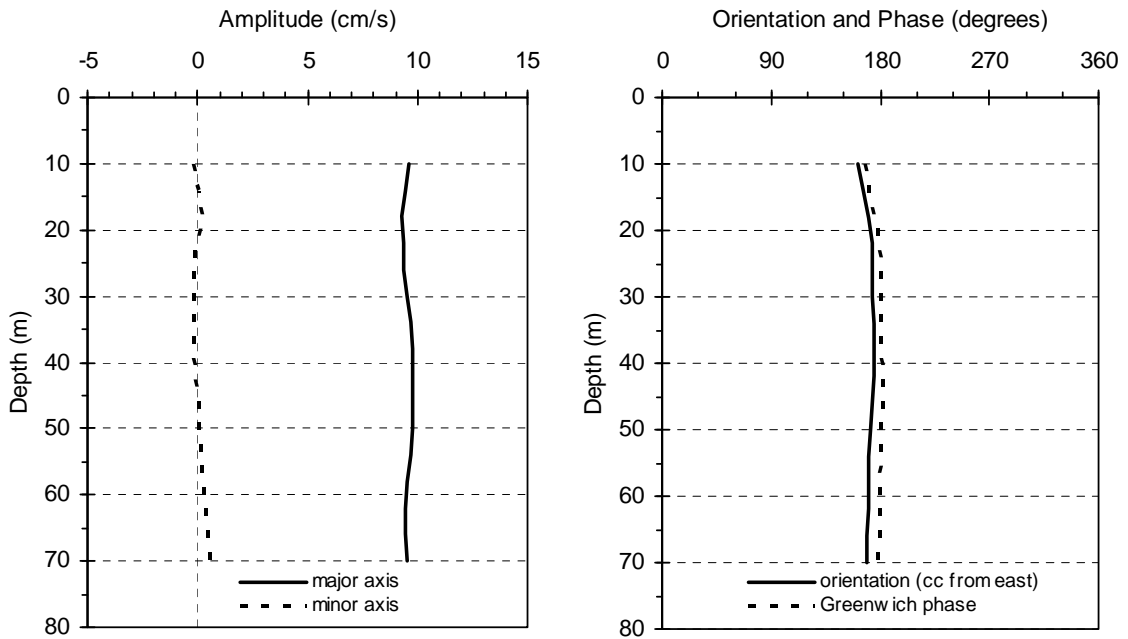 Amplitude (cm/s)
-5 0 5 10 15
0
10
20
30
40
50
60
70
80
Depth (m)
major axis
minor axis
Orientation and Phase (degrees)
0 90 180 270 360
0
10
20
30
40
50
60
70
80
Depth (m)
orientation (cc from east)
Greenwich phase